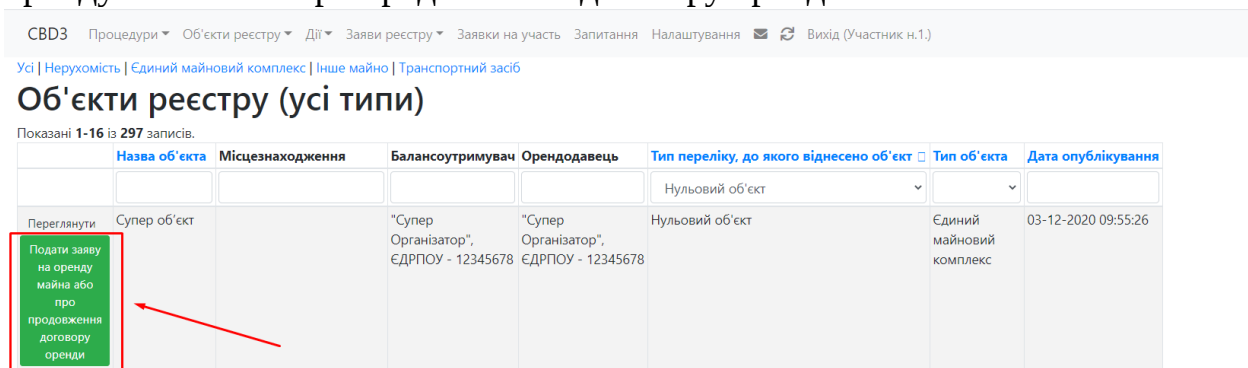 CBD3 Процедури Об'єкти реєстру Дії Заяви реєстру Заявки на участь Запитання Налаштування Вихід (Участник н.1.)
Усі | Нерухомість | Єдиний майновий комплекс | Інше майно | Транспортний засіб
Об'єкти реєстру (усі типи)
Показані 1-16 із 297 записів.
Назва об'єкта Місцезнаходження Балансоутримувач Орендодавець Тип переліку, до якого віднесено об'єкт Тип об'єкта Дата опублікування
Нульовий об'єкт
Переглянути Супер об'єкт "Супер "Супер Нульовий об'єкт Єдиний 03-12-2020 09:55:26
Організатор", Організатор", майновий
ЄДРПОУ - 12345678 ЄДРПОУ - 12345678 комплекс
Подати заяву
на оренду
майна або
про
продовження
договору
оренди